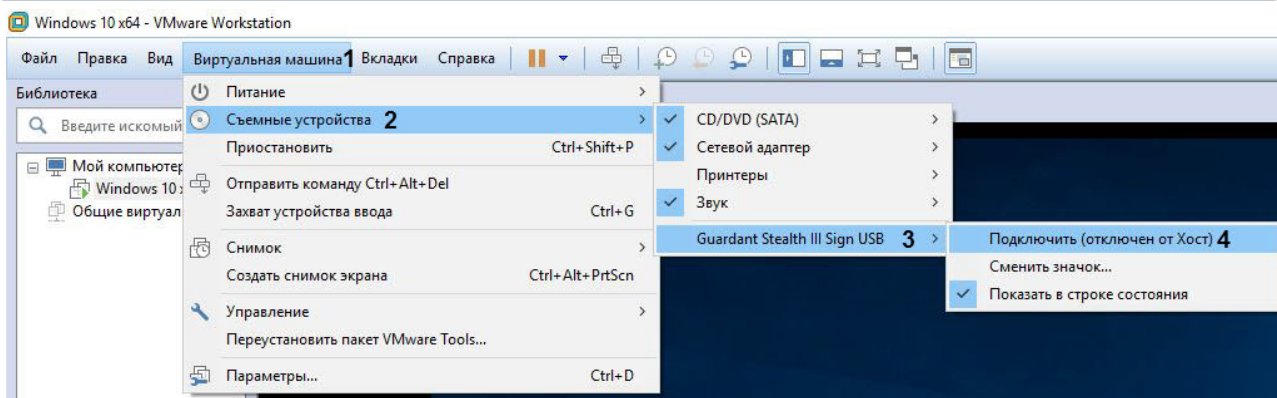 Windows 10 x64 - VMware Workstation
Файл Правка Вид Виртуальная машина 1 Вкладки Справка
Библиотека
Введите искомый
Мой компьютер
Windows 10 x
Общие виртуал
Питание
Съемные устройства 2
Приостановить Ctrl+Shift+P
Отправить команду Ctrl+Alt+Del
Захват устройства ввода Ctrl+G
Снимок
Создать снимок экрана Ctrl+Alt+PrtScn
Управление
Переустановить пакет VMware Tools...
Параметры... Ctrl+D
CD/DVD (SATA)
Сетевой адаптер
Принтеры
Звук
Guardant Stealth III Sign USB 3
Подключить (отключен от Хост) 4
Сменить значок...
Показать в строке состояния